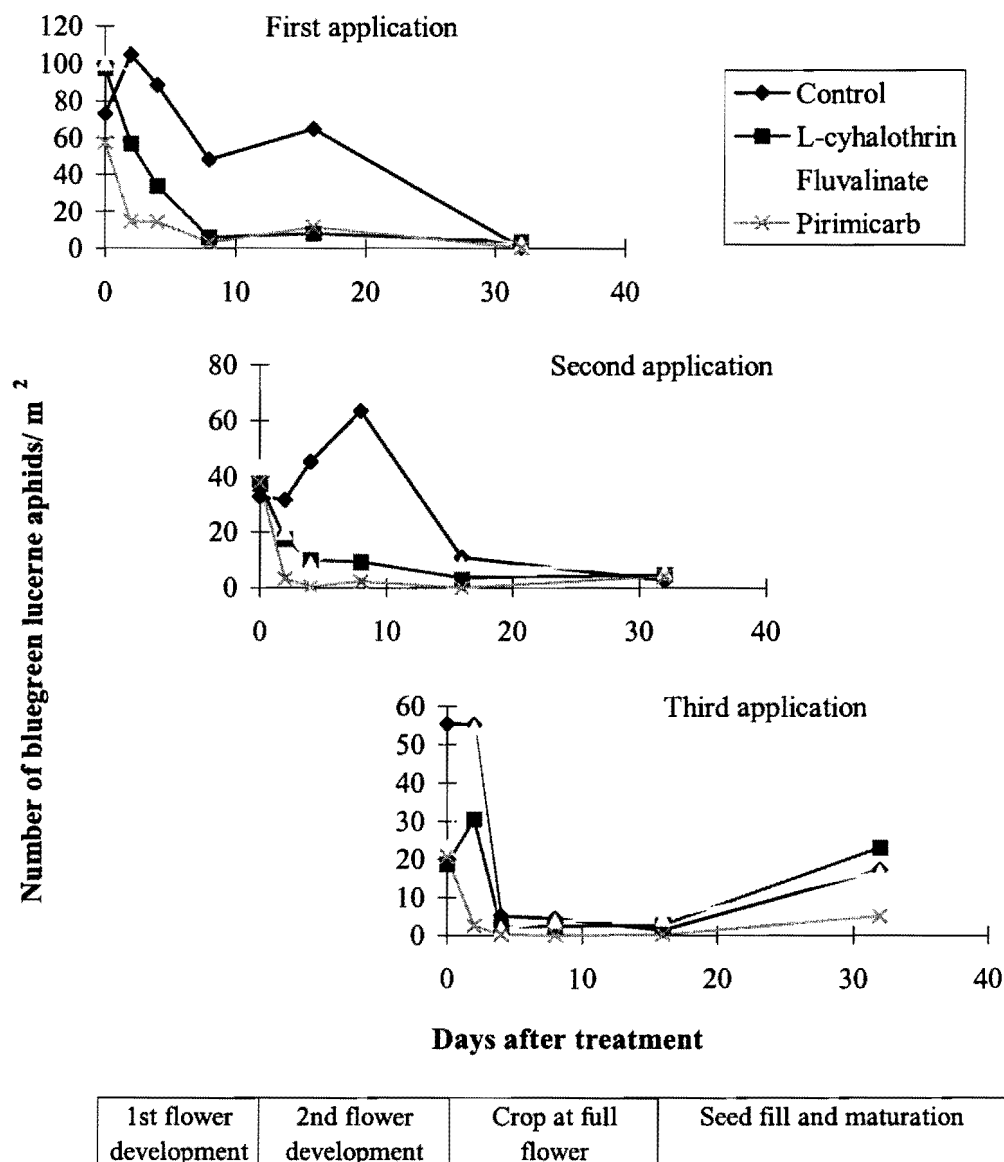 First application
120
100
80
60
40
20
0
0 10 20 30 40
Control
L-cyhalothrin
Fluvalinate
Pirimicarb
Second application
80
60
40
20
0
0 10 20 30 40
Number of bluegreen lucerne aphids/ m 2
Third application
60
50
40
30
20
10
0
0 10 20 30 40
Days after treatment
1st flower development
2nd flower development
Crop at full flower
Seed fill and maturation